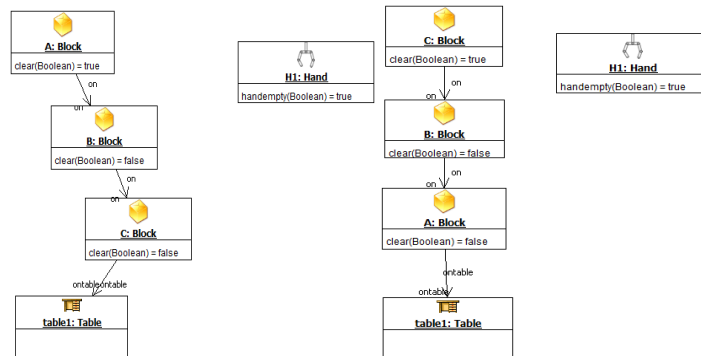 A: Block
clear(Boolean) = true
on
on
B: Block
clear(Boolean) = false
on
on
C: Block
clear(Boolean) = false
ontable
ontable
table1: Table
H1: Hand
handempty(Boolean) = true
C: Block
clear(Boolean) = true
on
on
B: Block
clear(Boolean) = false
on
on
A: Block
clear(Boolean) = false
ontable
ontable
table1: Table
H1: Hand
handempty(Boolean) = true